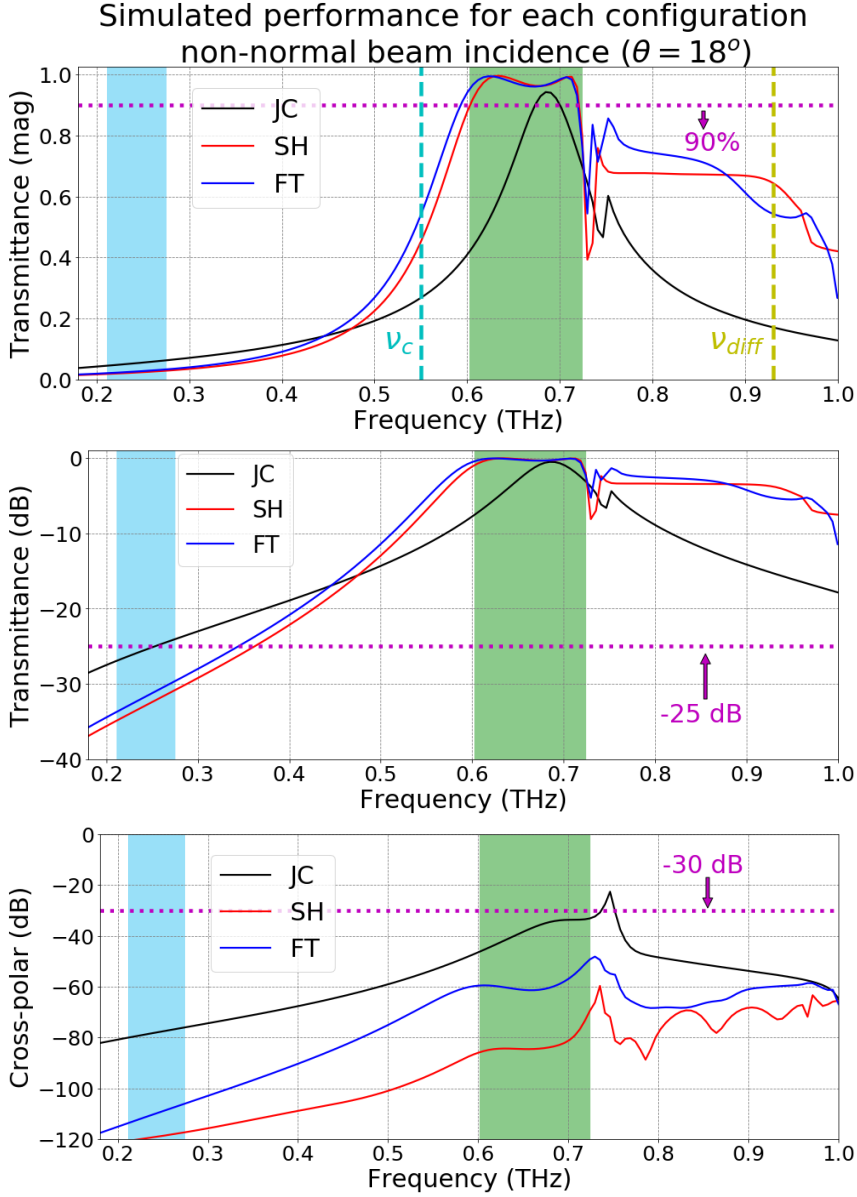 Simulated performance for each configuration
non-normal beam incidence (θ = 18°)
Transmittance (mag)
1.0
0.8
0.6
0.4
0.2
0.0
JC
SH
FT
90%
ν_c
ν_diff
0.2 0.3 0.4 0.5 0.6 0.7 0.8 0.9 1.0
Frequency (THz)
Transmittance (dB)
0
−10
−20
−30
−40
JC
SH
FT
-25 dB
0.2 0.3 0.4 0.5 0.6 0.7 0.8 0.9 1.0
Frequency (THz)
Cross-polar (dB)
0
−20
−40
−60
−80
−100
−120
JC
SH
FT
-30 dB
0.2 0.3 0.4 0.5 0.6 0.7 0.8 0.9 1.0
Frequency (THz)